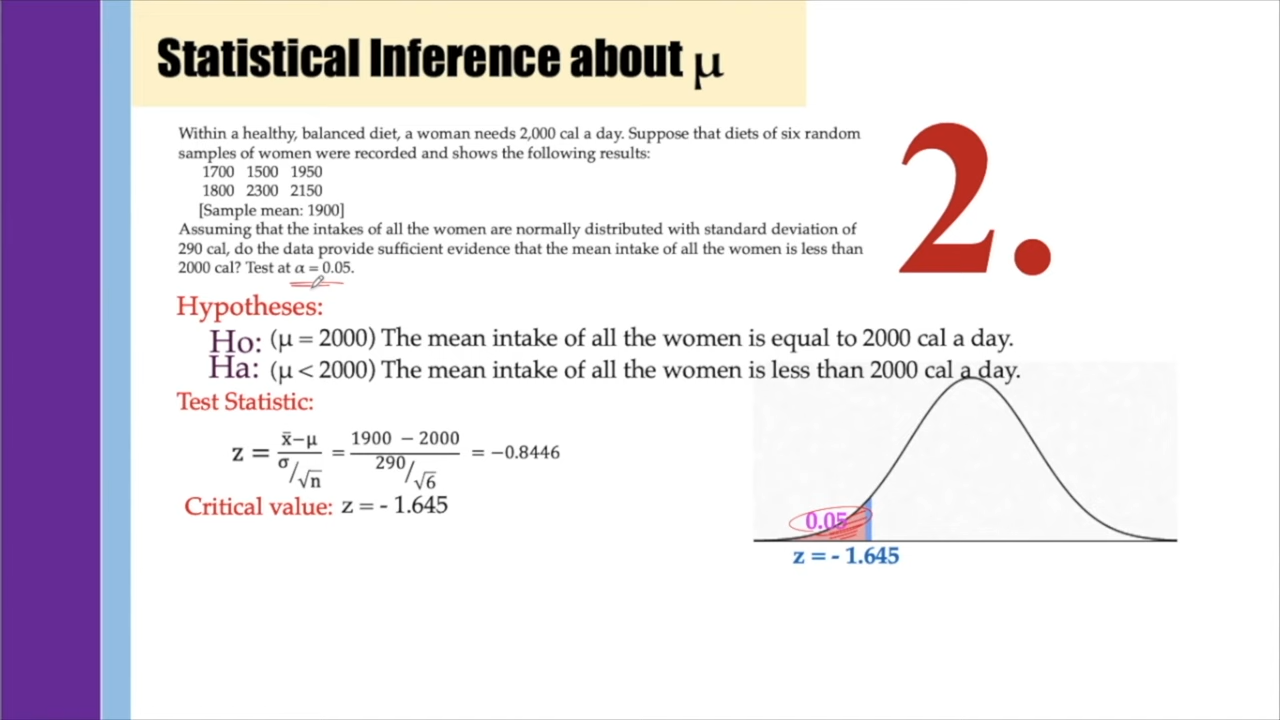 Statistical Inference about μ
Within a healthy, balanced diet, a woman needs 2,000 cal a day. Suppose that diets of six random
samples of women were recorded and shows the following results:
1700 1500 1950
1800 2300 2150
[Sample mean: 1900]
Assuming that the intakes of all the women are normally distributed with standard deviation of
290 cal, do the data provide sufficient evidence that the mean intake of all the women is less than
2000 cal? Test at α = 0.05.
2.
Hypotheses:
Ho: (μ = 2000) The mean intake of all the women is equal to 2000 cal a day.
Ha: (μ < 2000) The mean intake of all the women is less than 2000 cal a day.
Test Statistic:
z = x̄−μ / σ/√n = 1900 − 2000 / 290/√6 = −0.8446
Critical value: z = - 1.645
0.05
z = - 1.645